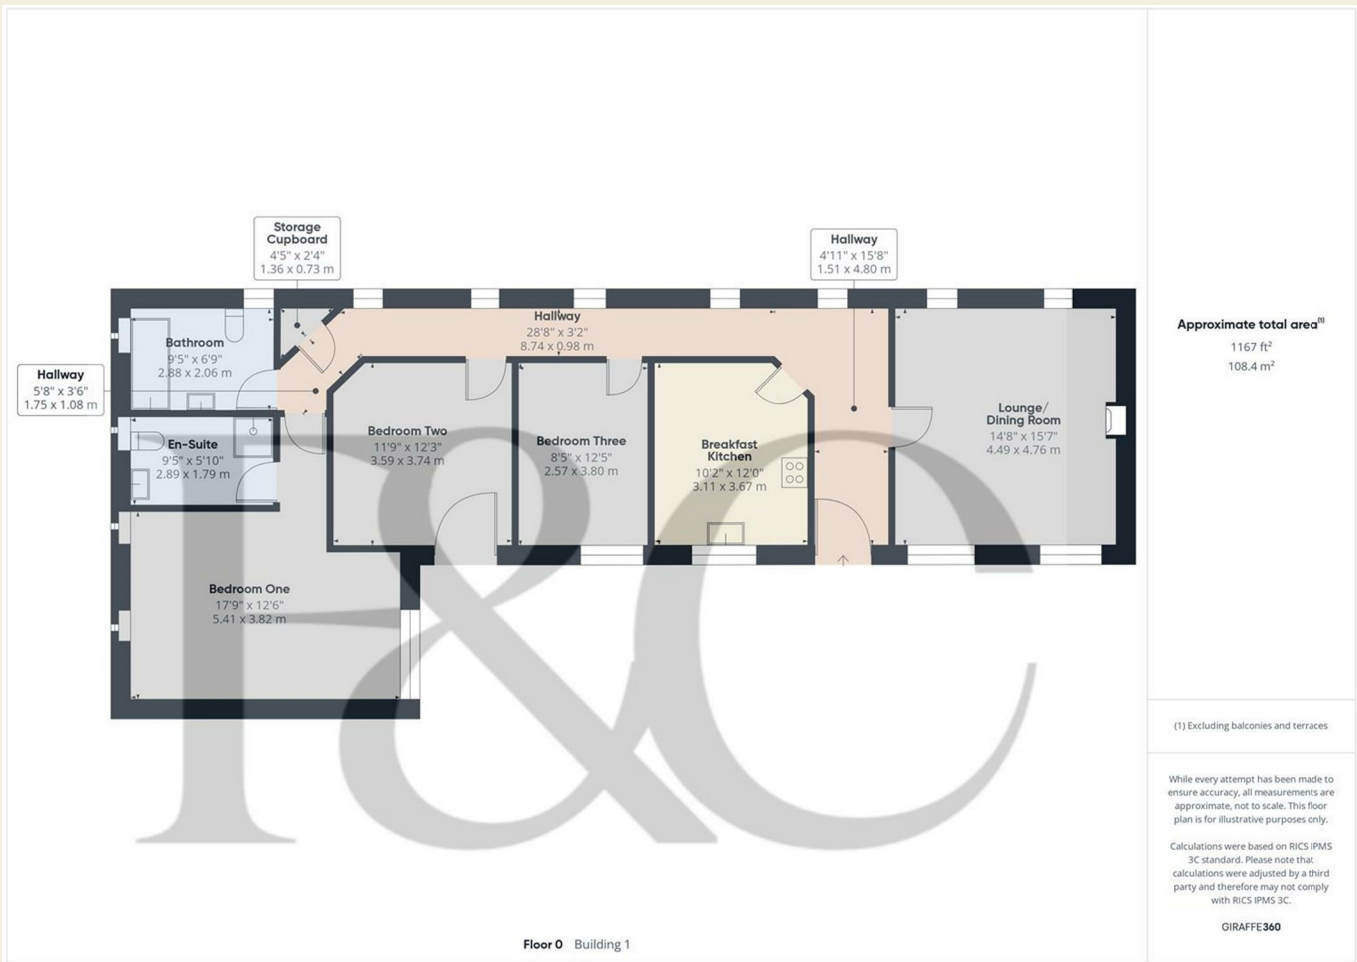 Storage
Cupboard
4'5" x 2'4"
1.36 x 0.73 m
Hallway
4'11" x 15'8"
1.51 x 4.80 m
Hallway
28'8" x 3'2"
8.74 x 0.98 m
Bathroom
9'5" x 6'9"
2.88 x 2.06 m
Hallway
5'8" x 3'6"
1.75 x 1.08 m
En-Suite
9'5" x 5'10"
2.89 x 1.79 m
Bedroom Two
11'9" x 12'3"
3.59 x 3.74 m
Bedroom Three
8'5" x 12'5"
2.57 x 3.80 m
Breakfast
Kitchen
10'2" x 12'0"
3.11 x 3.67 m
Lounge/
Dining Room
14'8" x 15'7"
4.49 x 4.76 m
Bedroom One
17'9" x 12'6"
5.41 x 3.82 m
F&C
Floor 0 Building 1
Approximate total area(1)
1167 ft²
108.4 m²
(1) Excluding balconies and terraces
While every attempt has been made to
ensure accuracy, all measurements are
approximate, not to scale. This floor
plan is for illustrative purposes only.
Calculations were based on RICS IPMS
3C standard. Please note that
calculations were adjusted by a third
party and therefore may not comply
with RICS IPMS 3C.
GIRAFFE360